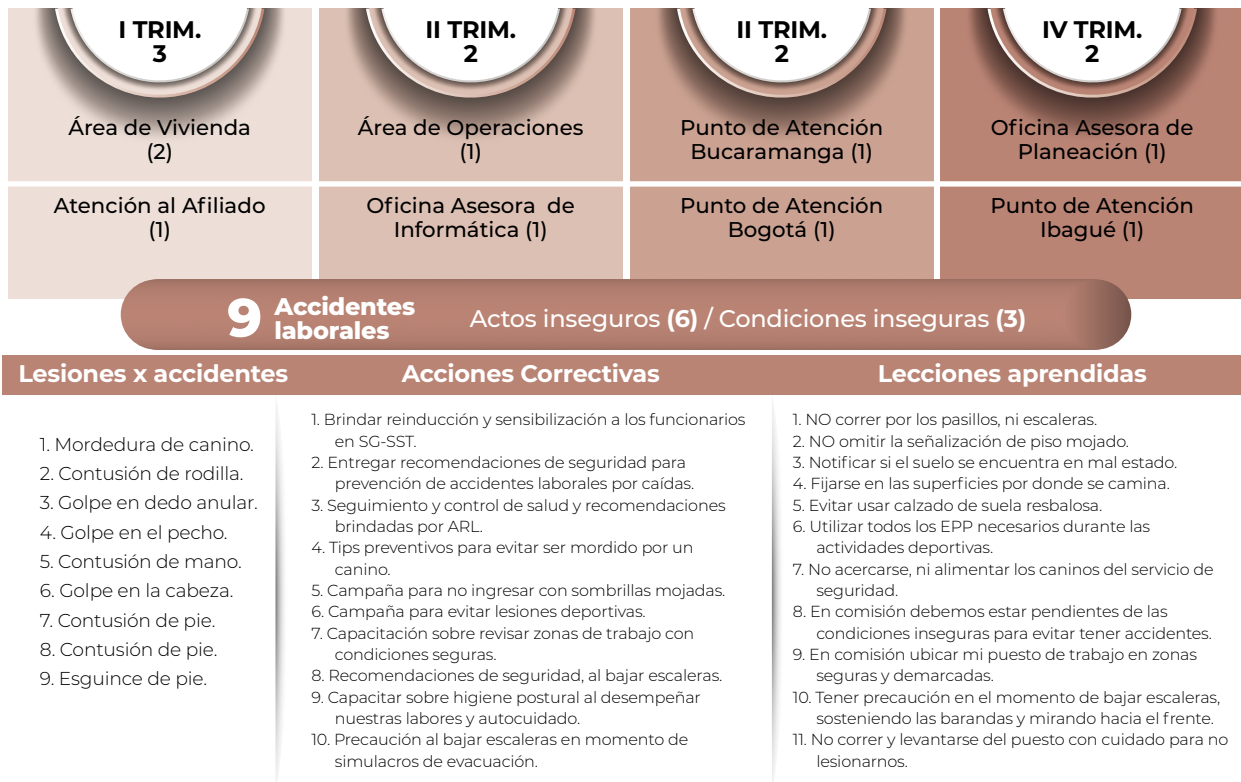 I TRIM.
3
II TRIM.
2
II TRIM.
2
IV TRIM.
2
Área de Vivienda
(2)
Área de Operaciones
(1)
Punto de Atención
Bucaramanga (1)
Oficina Asesora de
Planeación (1)
Atención al Afiliado
(1)
Oficina Asesora de
Informática (1)
Punto de Atención
Bogotá (1)
Punto de Atención
Ibagué (1)
9 Accidentes
laborales
Actos inseguros (6) / Condiciones inseguras (3)
Lesiones x accidentes
1. Mordedura de canino.
2. Contusión de rodilla.
3. Golpe en dedo anular.
4. Golpe en el pecho.
5. Contusión de mano.
6. Golpe en la cabeza.
7. Contusión de pie.
8. Contusión de pie.
9. Esguince de pie.
Acciones Correctivas
1. Brindar reinducción y sensibilización a los funcionarios
en SG-SST.
2. Entregar recomendaciones de seguridad para
prevención de accidentes laborales por caídas.
3. Seguimiento y control de salud y recomendaciones
brindadas por ARL.
4. Tips preventivos para evitar ser mordido por un
canino.
5. Campaña para no ingresar con sombrillas mojadas.
6. Campaña para evitar lesiones deportivas.
7. Capacitación sobre revisar zonas de trabajo con
condiciones seguras.
8. Recomendaciones de seguridad, al bajar escaleras.
9. Capacitar sobre higiene postural al desempeñar
nuestras labores y autocuidado.
10. Precaución al bajar escaleras en momento de
simulacros de evacuación.
Lecciones aprendidas
1. NO correr por los pasillos, ni escaleras.
2. NO omitir la señalización de piso mojado.
3. Notificar si el suelo se encuentra en mal estado.
4. Fijarse en las superficies por donde se camina.
5. Evitar usar calzado de suela resbalosa.
6. Utilizar todos los EPP necesarios durante las
actividades deportivas.
7. No acercarse, ni alimentar los caninos del servicio de
seguridad.
8. En comisión debemos estar pendientes de las
condiciones inseguras para evitar tener accidentes.
9. En comisión ubicar mi puesto de trabajo en zonas
seguras y demarcadas.
10. Tener precaución en el momento de bajar escaleras,
sosteniendo las barandas y mirando hacia el frente.
11. No correr y levantarse del puesto con cuidado para no
lesionarnos.